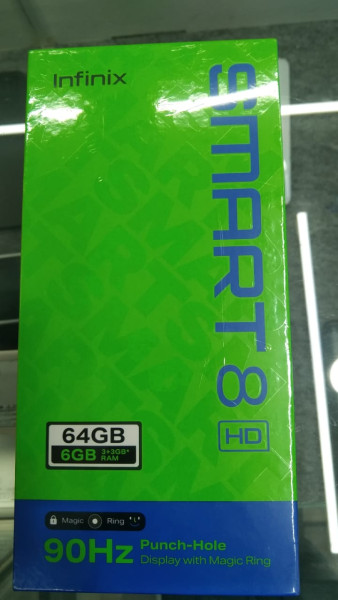 Infinix
SMART 8
HD
64GB
6GB 3+3GB* RAM
Magic Ring
90Hz Punch-Hole
Display with Magic Ring